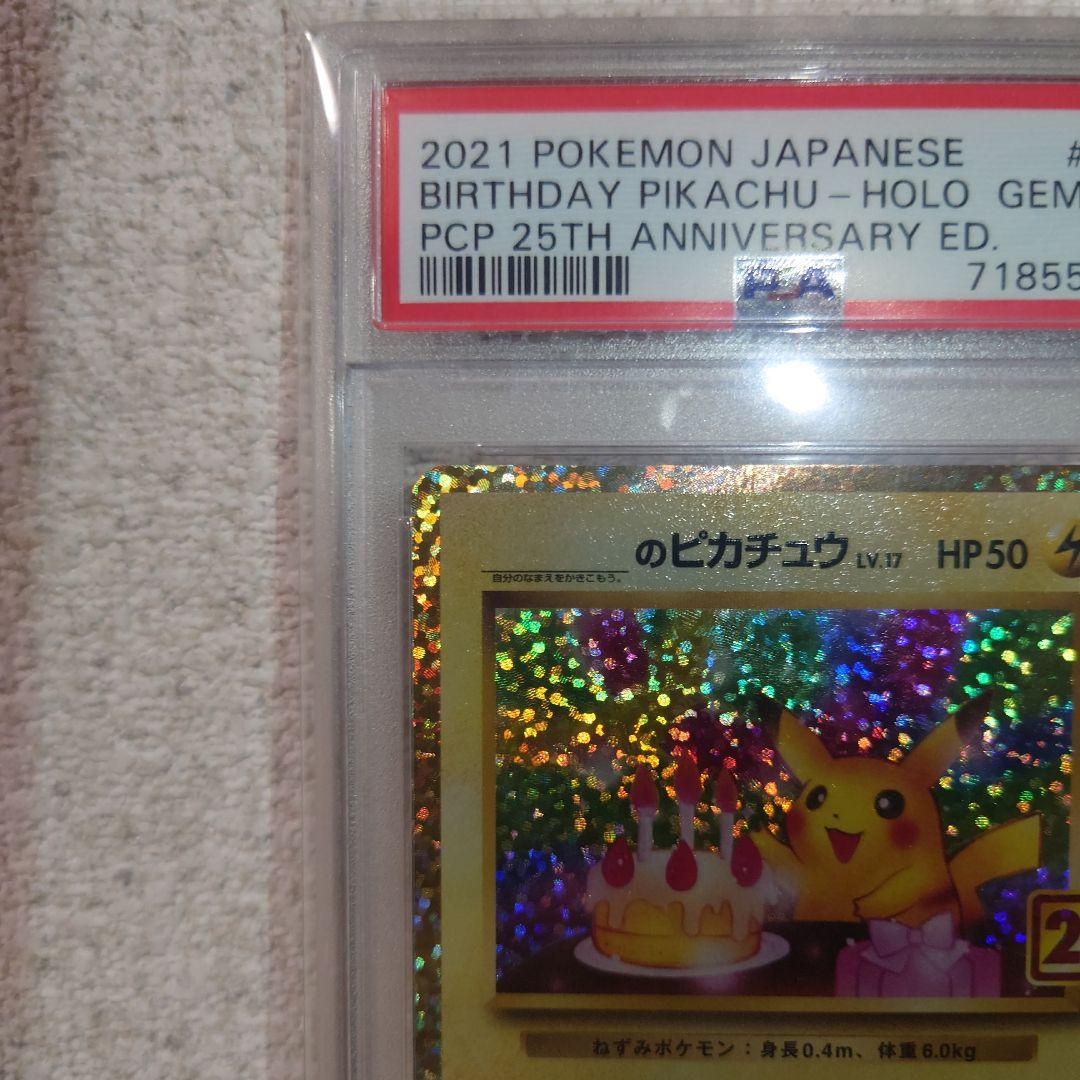 2021 POKEMON JAPANESE #
BIRTHDAY PIKACHU - HOLO GEM
PCP 25TH ANNIVERSARY ED.
PSA 71855
のピカチュウ LV.17 HP50
自分のなまえをかきこもう。
2
ねずみポケモン：身長0.4m、体重6.0kg